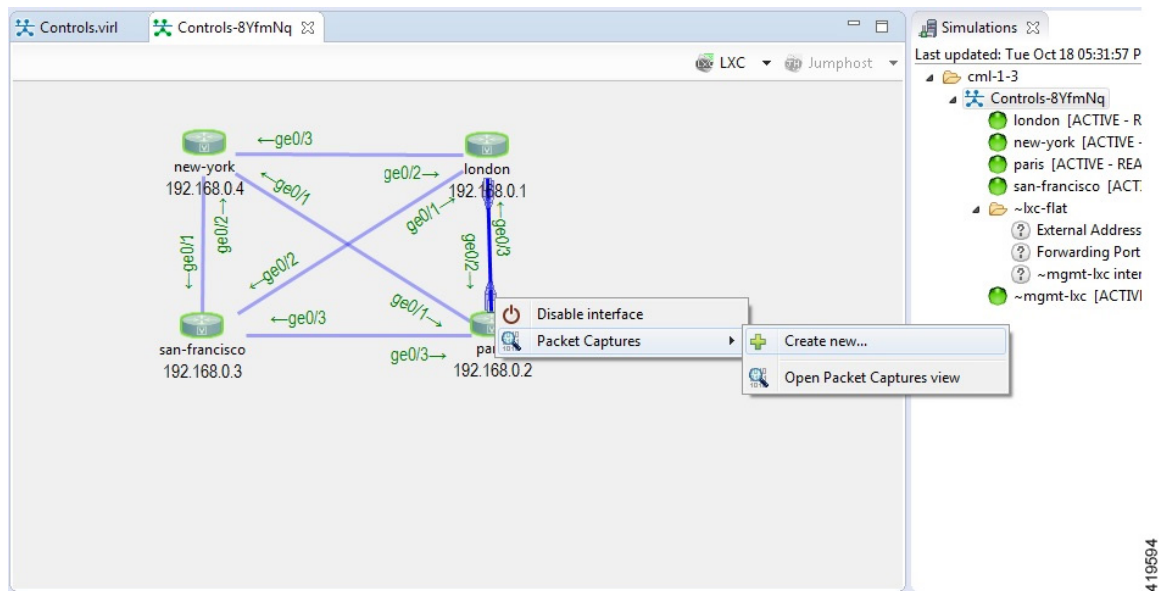 Controls.virl
Controls-8YfmNq
LXC
Jumphost
←ge0/3
new-york
192.168.0.4
←ge0/1
ge0/2→
london
192.168.0.1
ge0/1→
←ge0/3
ge0/2→
←ge0/1
ge0/2→
←ge0/2
ge0/1→
←ge0/3
san-francisco
192.168.0.3
ge0/3→
192.168.0.2
Disable interface
Packet Captures
Create new...
Open Packet Captures view
Simulations
Last updated: Tue Oct 18 05:31:57 P
cml-1-3
Controls-8YfmNq
london [ACTIVE - R
new-york [ACTIVE -
paris [ACTIVE - REA
san-francisco [ACT
~lxc-flat
External Address
Forwarding Port
~mgmt-lxc inter
~mgmt-lxc [ACTIV
419594